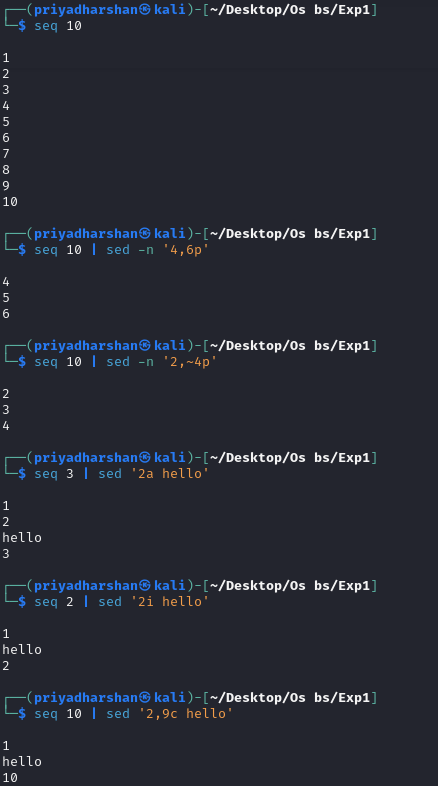 ┌──(priyadharshan㉿kali)-[~/Desktop/Os bs/Exp1]
└─$ seq 10
1
2
3
4
5
6
7
8
9
10
┌──(priyadharshan㉿kali)-[~/Desktop/Os bs/Exp1]
└─$ seq 10 | sed -n '4,6p'
4
5
6
┌──(priyadharshan㉿kali)-[~/Desktop/Os bs/Exp1]
└─$ seq 10 | sed -n '2,~4p'
2
3
4
┌──(priyadharshan㉿kali)-[~/Desktop/Os bs/Exp1]
└─$ seq 3 | sed '2a hello'
1
2
hello
3
┌──(priyadharshan㉿kali)-[~/Desktop/Os bs/Exp1]
└─$ seq 2 | sed '2i hello'
1
hello
2
┌──(priyadharshan㉿kali)-[~/Desktop/Os bs/Exp1]
└─$ seq 10 | sed '2,9c hello'
1
hello
10